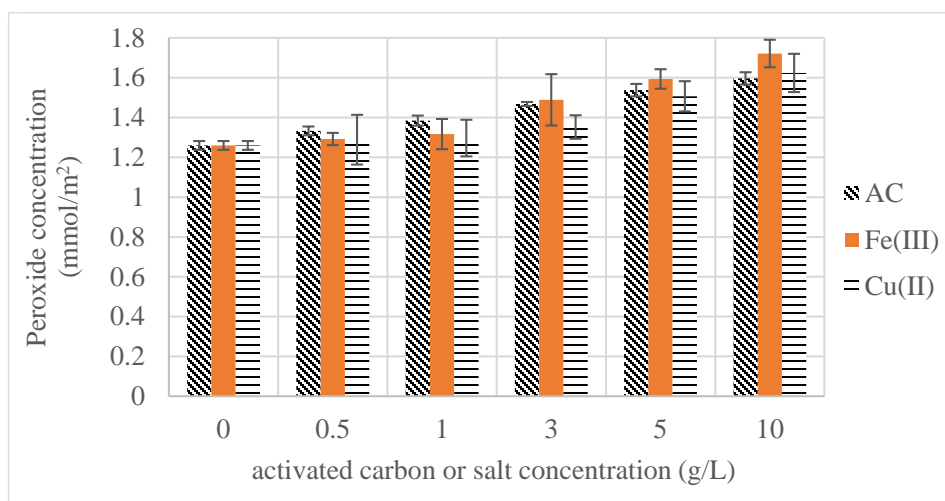 Peroxide concentration
(mmol/m²)
1.8
1.6
1.4
1.2
1
0.8
0.6
0.4
0.2
0
0 0.5 1 3 5 10
activated carbon or salt concentration (g/L)
AC
Fe(III)
Cu(II)